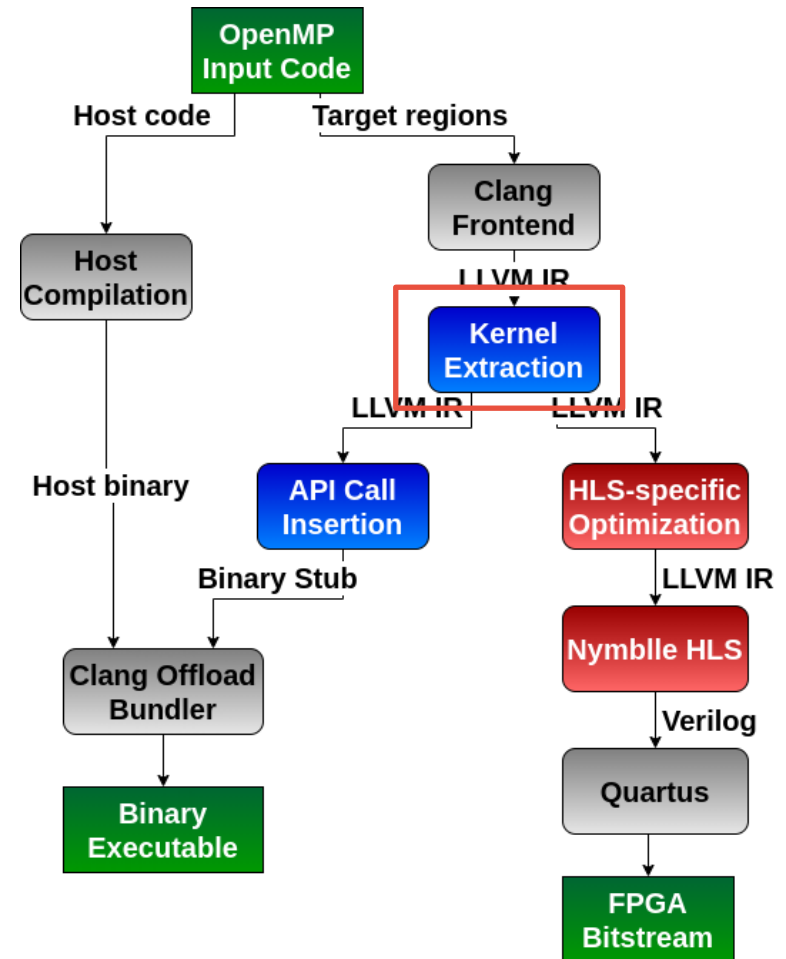 OpenMP
Input Code
Host code
Target regions
Clang
Frontend
Host
Compilation
LLVM IR
Kernel
Extraction
LLVM IR
LLVM IR
Host binary
API Call
Insertion
HLS-specific
Optimization
Binary Stub
LLVM IR
Nymblle HLS
Clang Offload
Bundler
Verilog
Quartus
Binary
Executable
FPGA
Bitstream